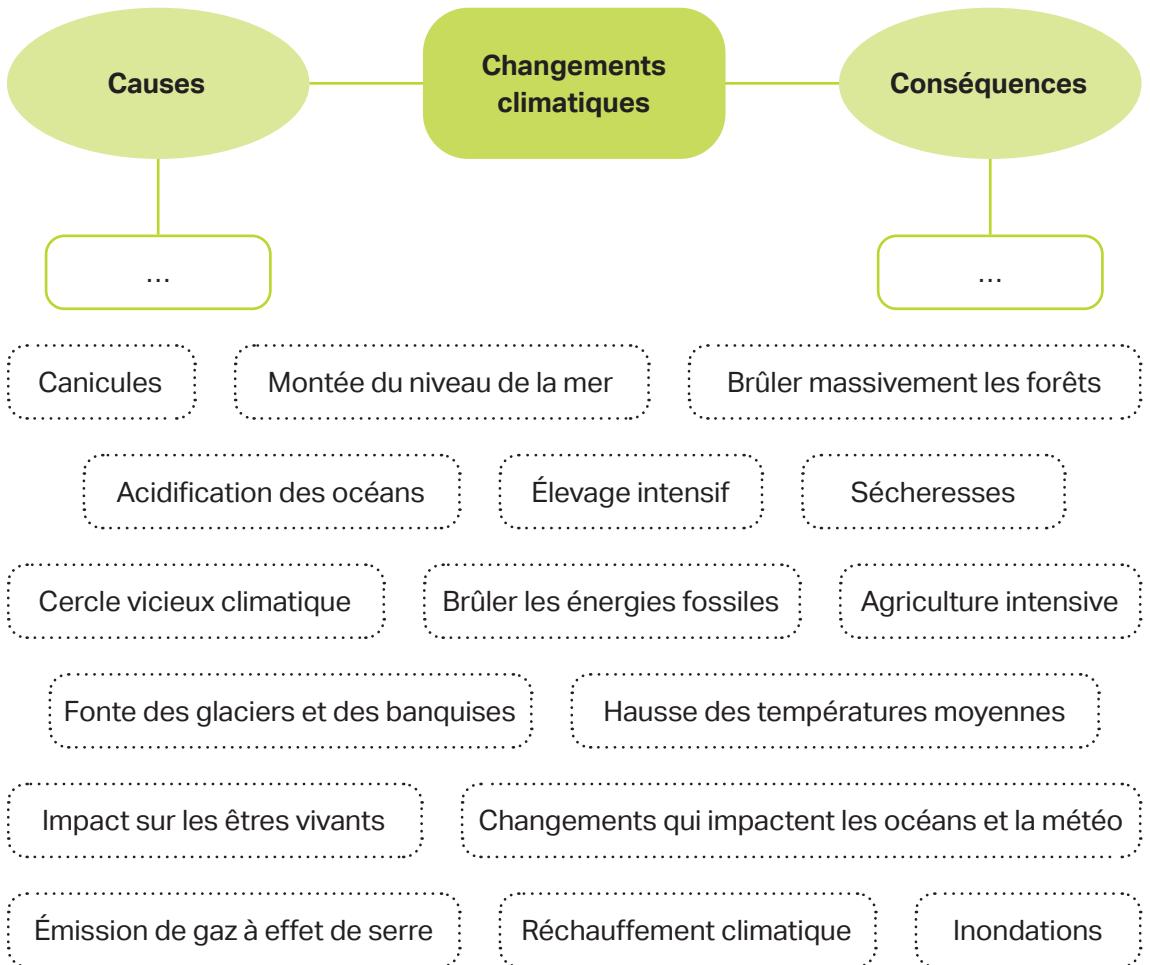 Causes
Changements
climatiques
Conséquences
...
...
Canicules
Montée du niveau de la mer
Brûler massivement les forêts
Acidification des océans
Élevage intensif
Sécheresses
Cercle vicieux climatique
Brûler les énergies fossiles
Agriculture intensive
Fonte des glaciers et des banquises
Hausse des températures moyennes
Impact sur les êtres vivants
Changements qui impactent les océans et la météo
Émission de gaz à effet de serre
Réchauffement climatique
Inondations